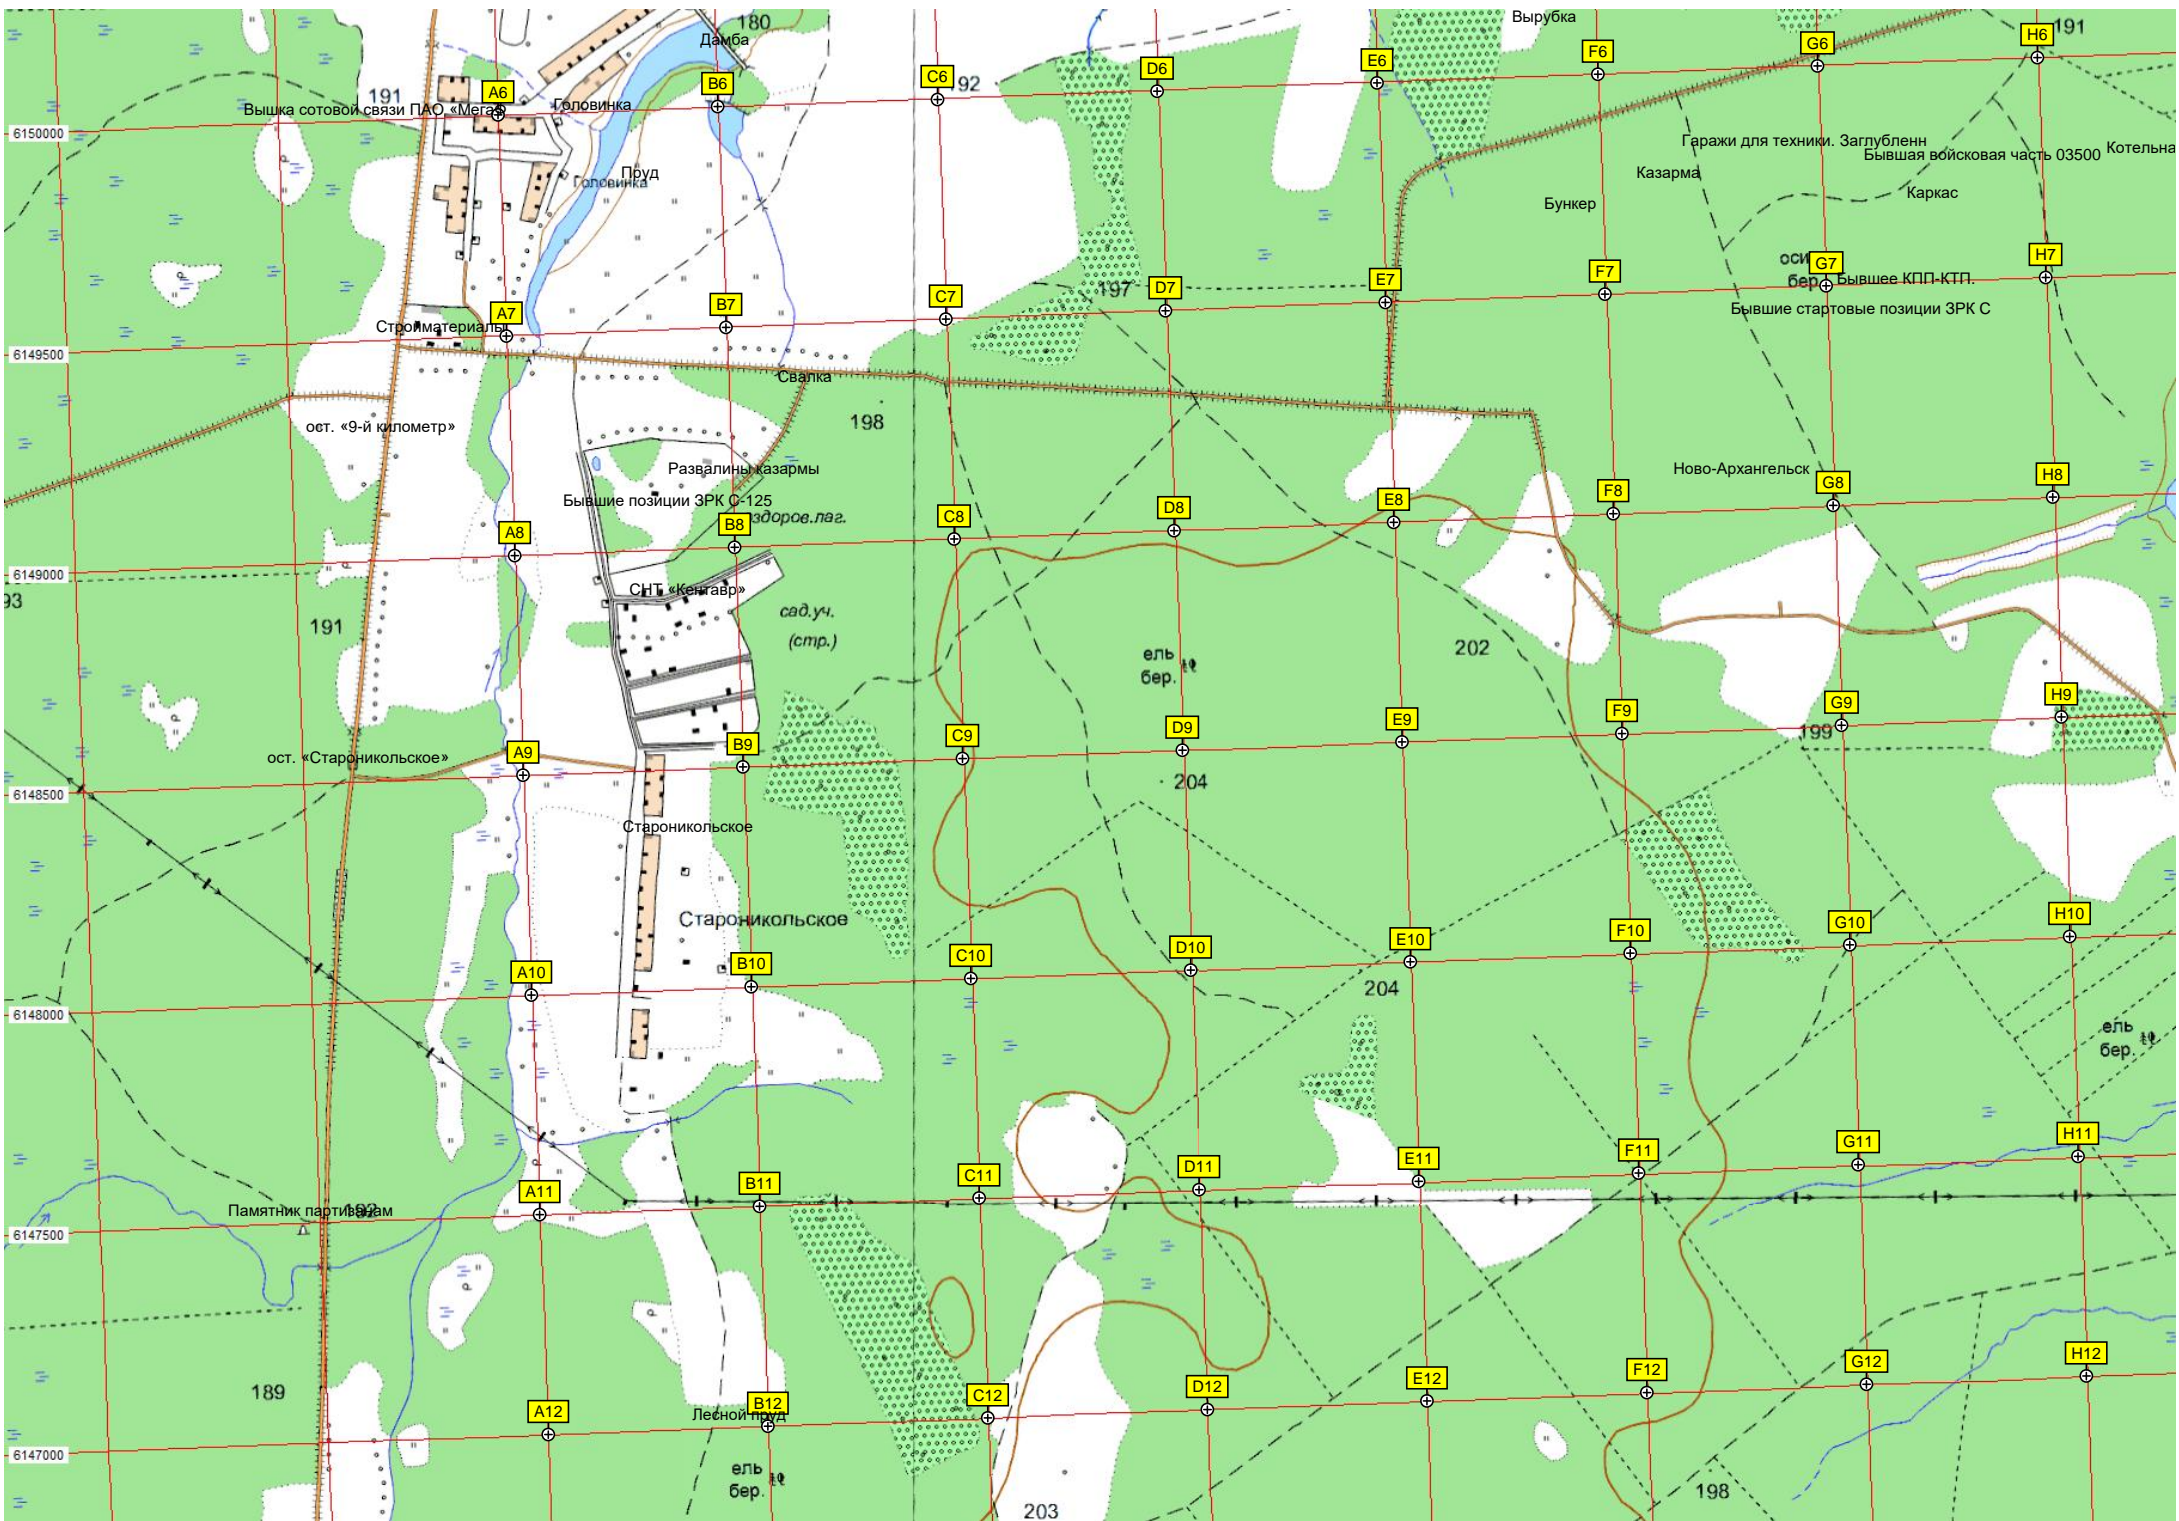 Вырубка
180
191
Дамба
H6
G6
F6
E6
D6
C6
92
B6
A6
191
Вышка сотовой связи ПАО «Мегаф
Головинка
6150000
Гаражи для техники. Заглубленн
Бывшая войсковая часть 03500
Котельна
Казарма
Пруд
Головинка
Каркас
Бункер
оси
бер.
H7
G7
F7
E7
D7
C7
B7
A7
197
Бывшее КПП-КТП.
Бывшие стартовые позиции ЗРК С
Стройматериалы
6149500
Свалка
198
ост. «9-й километр»
Развалины казармы
Ново-Архангельск
Бывшие позиции ЗРК С-125
здоров.лаг.
H8
G8
F8
E8
D8
C8
B8
A8
6149000
93
СНТ «Кентавр»
сад.уч.
(стр.)
191
202
ель
бер.
H9
G9
F9
E9
D9
C9
B9
A9
199
ост. «Староникольское»
204
6148500
Староникольское
Староникольское
H10
G10
F10
E10
D10
C10
B10
A10
204
6148000
ель
бер.
H11
G11
F11
E11
D11
C11
B11
A11
Памятник партизанам
192
6147500
H12
G12
F12
E12
D12
C12
B12
A12
189
Лесной пруд
6147000
ель
бер.
198
203